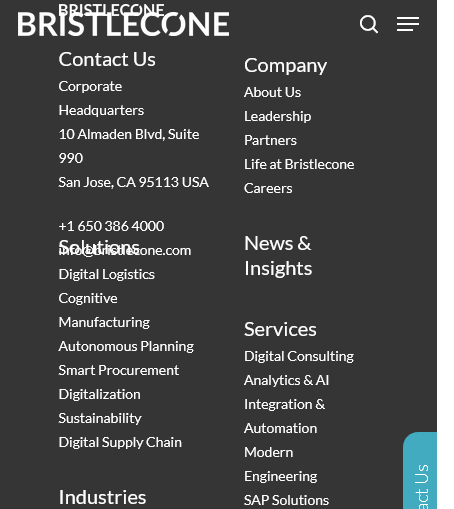 BRISTLECONE
BRISTLECONE
Contact Us
Corporate
Headquarters
10 Almaden Blvd, Suite
990
San Jose, CA 95113 USA
+1 650 386 4000
info@bristlecone.com
Solutions
Digital Logistics
Cognitive
Manufacturing
Autonomous Planning
Smart Procurement
Digitalization
Sustainability
Digital Supply Chain
Industries
Company
About Us
Leadership
Partners
Life at Bristlecone
Careers
News &
Insights
Services
Digital Consulting
Analytics & AI
Integration &
Automation
Modern
Engineering
SAP Solutions
act Us